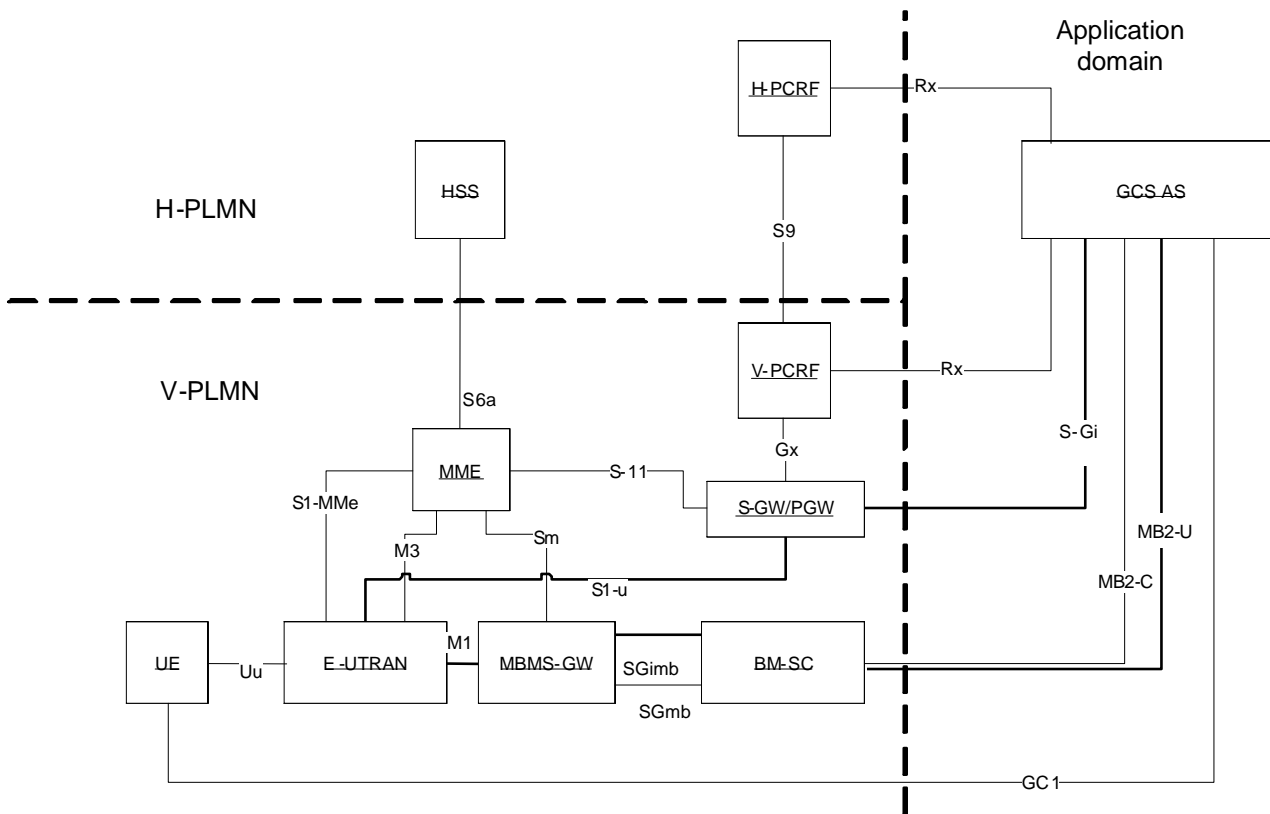 Application
domain
H-PCRF
Rx
HSS
GCS AS
H-PLMN
S9
V-PCRF
Rx
V-PLMN
S6a
S-Gi
Gx
MME
S-11
S1-MMe
S-GW/PGW
Sm
MB2-U
M3
MB2-C
S1-u
M1
UE
E-UTRAN
MBMS-GW
BM-SC
Uu
SGimb
SGmb
GC1